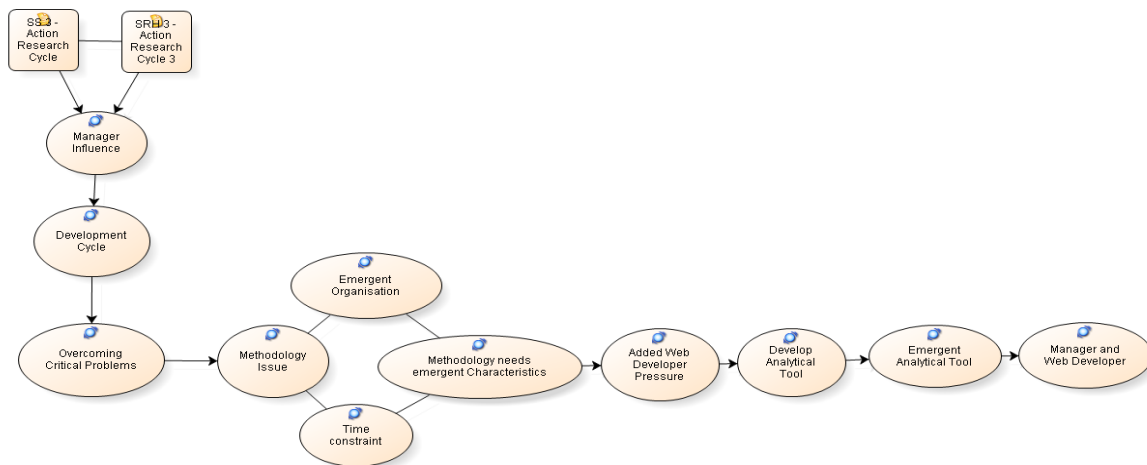 SS 3 -
Action
Research
Cycle
SRH 3 -
Action
Research
Cycle 3
Manager
Influence
Development
Cycle
Overcoming
Critical Problems
Methodology
Issue
Emergent
Organisation
Time
constraint
Methodology needs
emergent Characteristics
Added Web
Developer
Pressure
Develop
Analytical
Tool
Emergent
Analytical Tool
Manager and
Web Developer